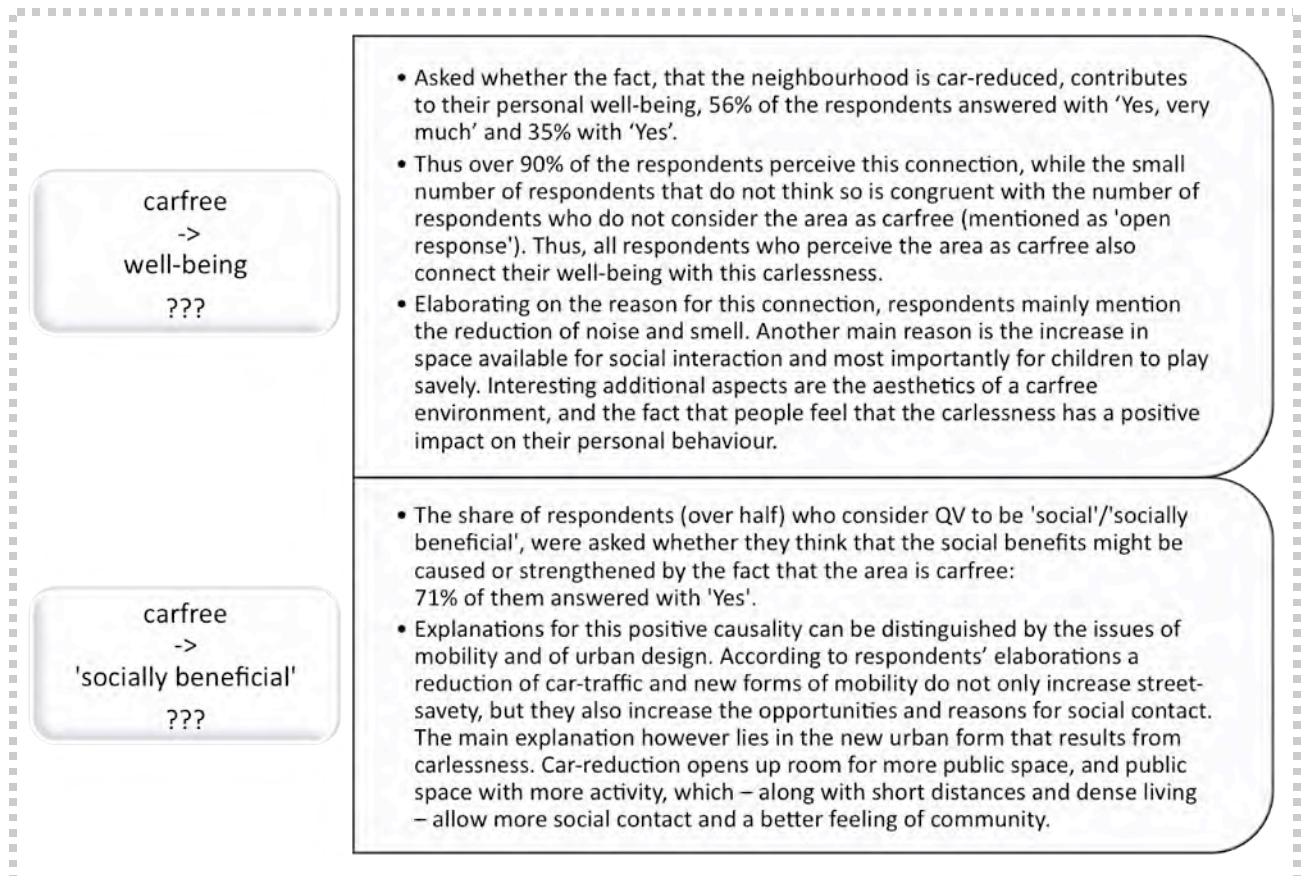 carfree
->
well-being
???
• Asked whether the fact, that the neighbourhood is car-reduced, contributes
to their personal well-being, 56% of the respondents answered with ‘Yes, very
much’ and 35% with ‘Yes’.
• Thus over 90% of the respondents perceive this connection, while the small
number of respondents that do not think so is congruent with the number of
respondents who do not consider the area as carfree (mentioned as 'open
response'). Thus, all respondents who perceive the area as carfree also
connect their well-being with this carlessness.
• Elaborating on the reason for this connection, respondents mainly mention
the reduction of noise and smell. Another main reason is the increase in
space available for social interaction and most importantly for children to play
savely. Interesting additional aspects are the aesthetics of a carfree
environment, and the fact that people feel that the carlessness has a positive
impact on their personal behaviour.
carfree
->
'socially beneficial'
???
• The share of respondents (over half) who consider QV to be 'social'/'socially
beneficial', were asked whether they think that the social benefits might be
caused or strengthened by the fact that the area is carfree:
71% of them answered with 'Yes'.
• Explanations for this positive causality can be distinguished by the issues of
mobility and of urban design. According to respondents’ elaborations a
reduction of car-traffic and new forms of mobility do not only increase street-
savety, but they also increase the opportunities and reasons for social contact.
The main explanation however lies in the new urban form that results from
carlessness. Car-reduction opens up room for more public space, and public
space with more activity, which – along with short distances and dense living
– allow more social contact and a better feeling of community.